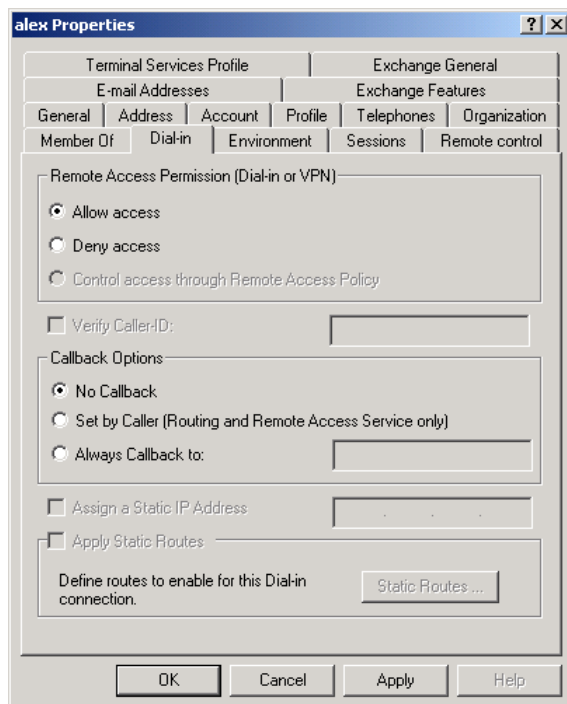 alex Properties
Terminal Services Profile Exchange General
E-mail Addresses Exchange Features
General Address Account Profile Telephones Organization
Member Of Dial-in Environment Sessions Remote control
Remote Access Permission (Dial-in or VPN)
Allow access
Deny access
Control access through Remote Access Policy
Verify Caller-ID:
Callback Options
No Callback
Set by Caller (Routing and Remote Access Service only)
Always Callback to:
Assign a Static IP Address
Apply Static Routes
Define routes to enable for this Dial-in
connection.
Static Routes ...
OK Cancel Apply Help